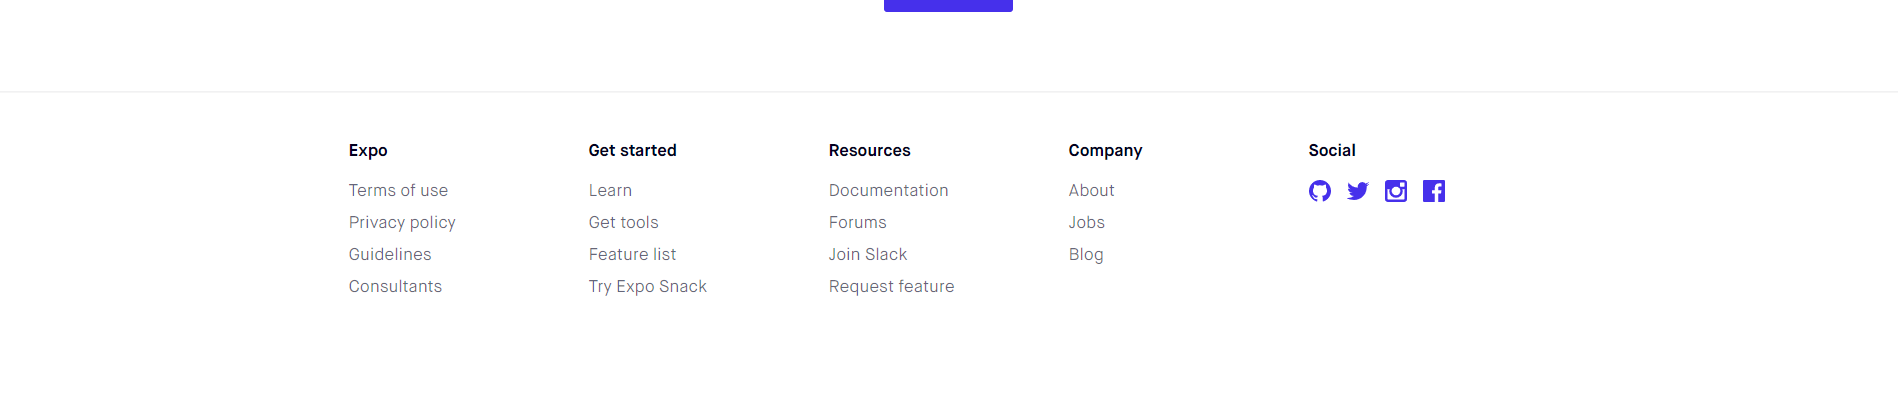 Expo
Terms of use
Privacy policy
Guidelines
Consultants
Get started
Learn
Get tools
Feature list
Try Expo Snack
Resources
Documentation
Forums
Join Slack
Request feature
Company
About
Jobs
Blog
Social